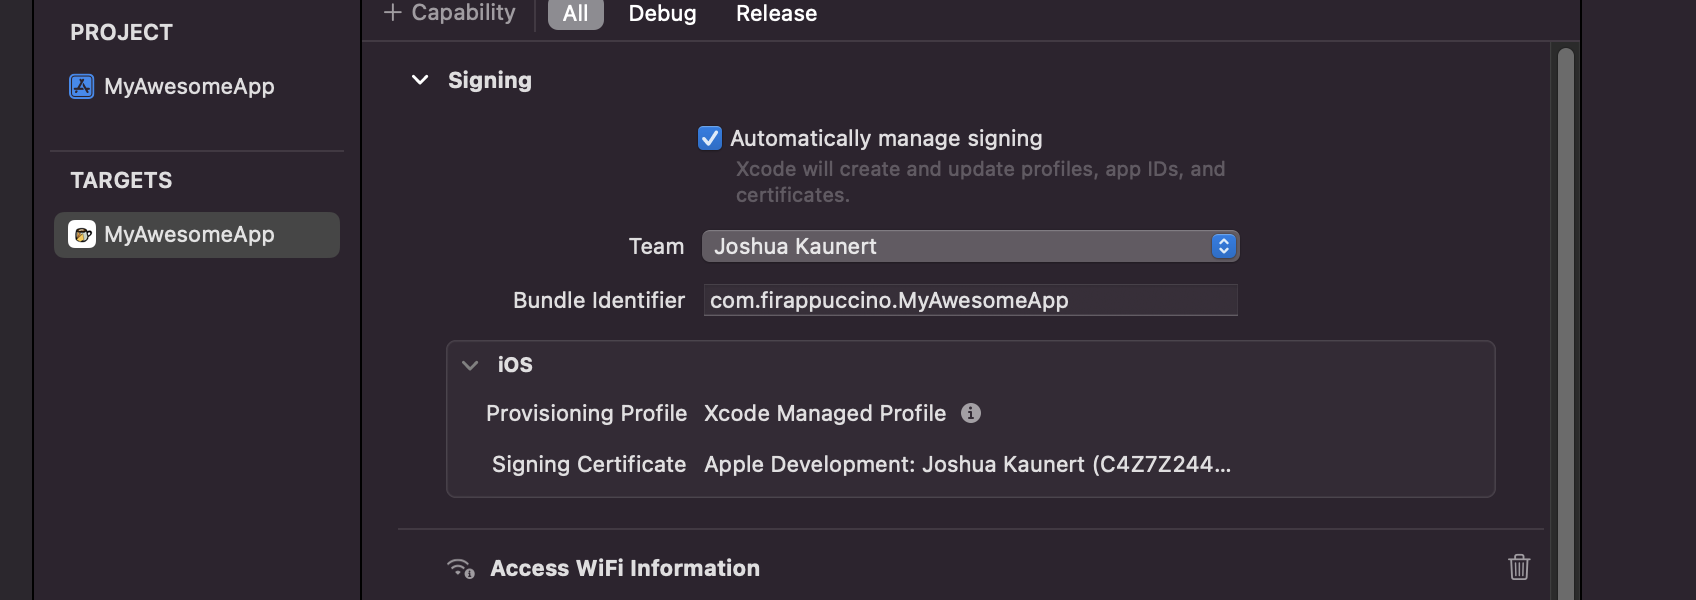 PROJECT
MyAwesomeApp
TARGETS
MyAwesomeApp
+ Capability
All
Debug
Release
Signing
Automatically manage signing
Xcode will create and update profiles, app IDs, and
certificates.
Team
Joshua Kaunert
Bundle Identifier
com.firappuccino.MyAwesomeApp
iOS
Provisioning Profile
Xcode Managed Profile
Signing Certificate
Apple Development: Joshua Kaunert (C4Z7Z244...
Access WiFi Information